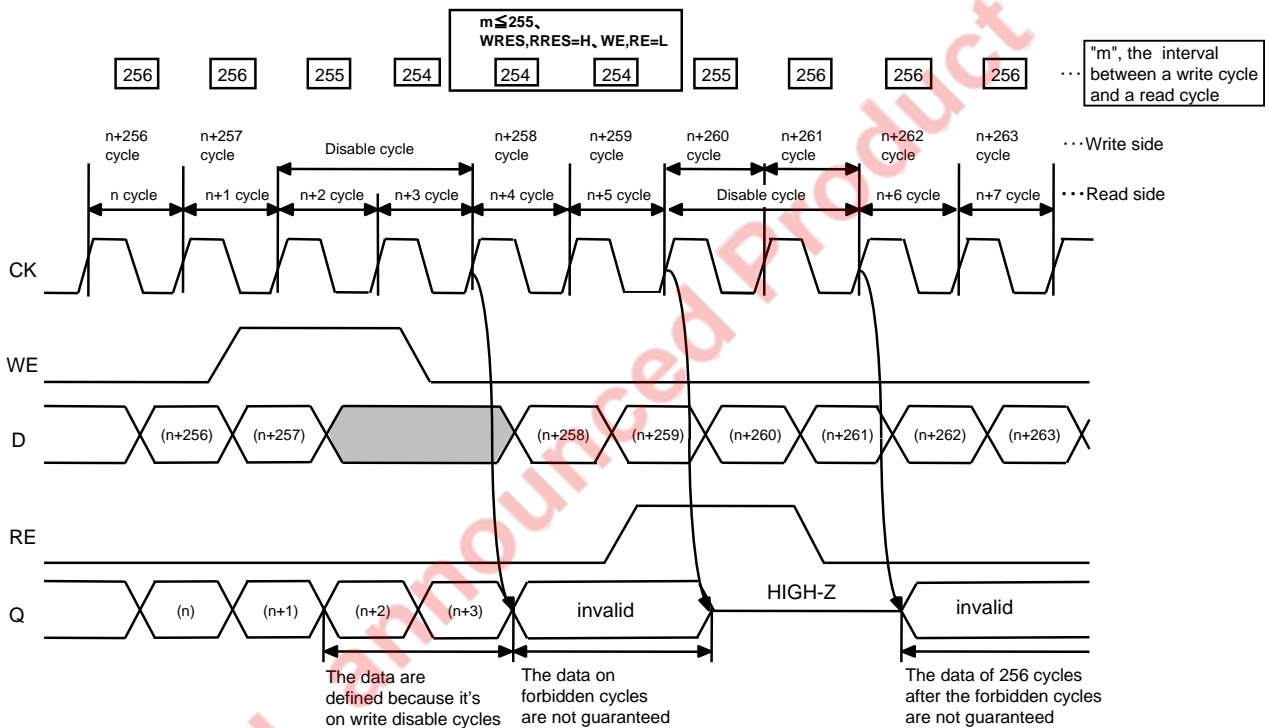 m≦255、
WRES,RRES=H、WE,RE=L
256 256 255 254 254 254 255 256 256 256
… "m", the interval
between a write cycle
and a read cycle
n+256 cycle n+257 cycle Disable cycle n+258 cycle n+259 cycle n+260 cycle n+261 cycle n+262 cycle n+263 cycle …Write side
n cycle n+1 cycle n+2 cycle n+3 cycle n+4 cycle n+5 cycle Disable cycle n+6 cycle n+7 cycle …Read side
CK
WE
D (n+256) (n+257) (n+258) (n+259) (n+260) (n+261) (n+262) (n+263)
RE
Q (n) (n+1) (n+2) (n+3) invalid HIGH-Z invalid
The data are
defined because it's
on write disable cycles
The data on
forbidden cycles
are not guaranteed
The data of 256 cycles
after the forbidden cycles
are not guaranteed
announced Product